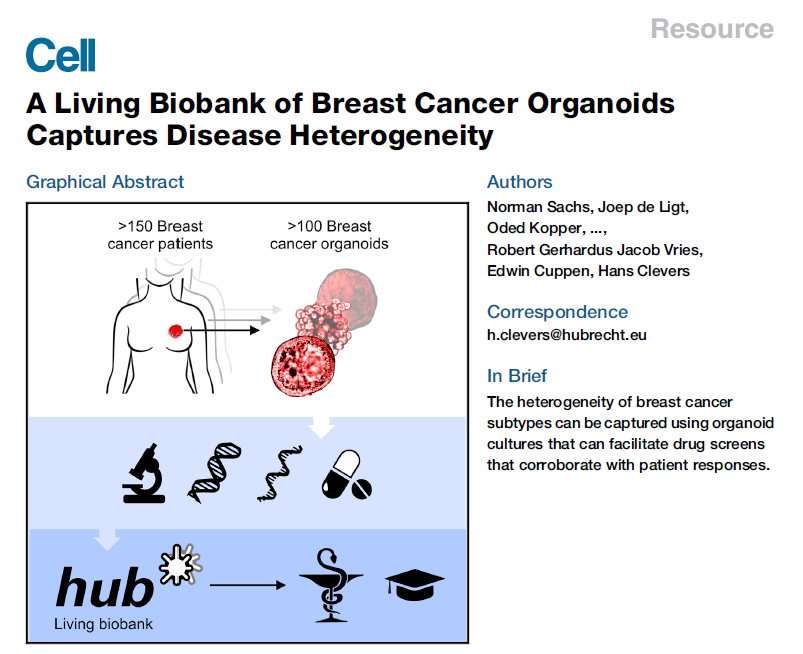 Resource
Cell
A Living Biobank of Breast Cancer Organoids
Captures Disease Heterogeneity
Graphical Abstract
>150 Breast
cancer patients
>100 Breast
cancer organoids
hub
Living biobank
Authors
Norman Sachs, Joep de Ligt,
Oded Kopper, ...,
Robert Gerhardus Jacob Vries,
Edwin Cuppen, Hans Clevers
Correspondence
h.clevers@hubrecht.eu
In Brief
The heterogeneity of breast cancer
subtypes can be captured using organoid
cultures that can facilitate drug screens
that corroborate with patient responses.